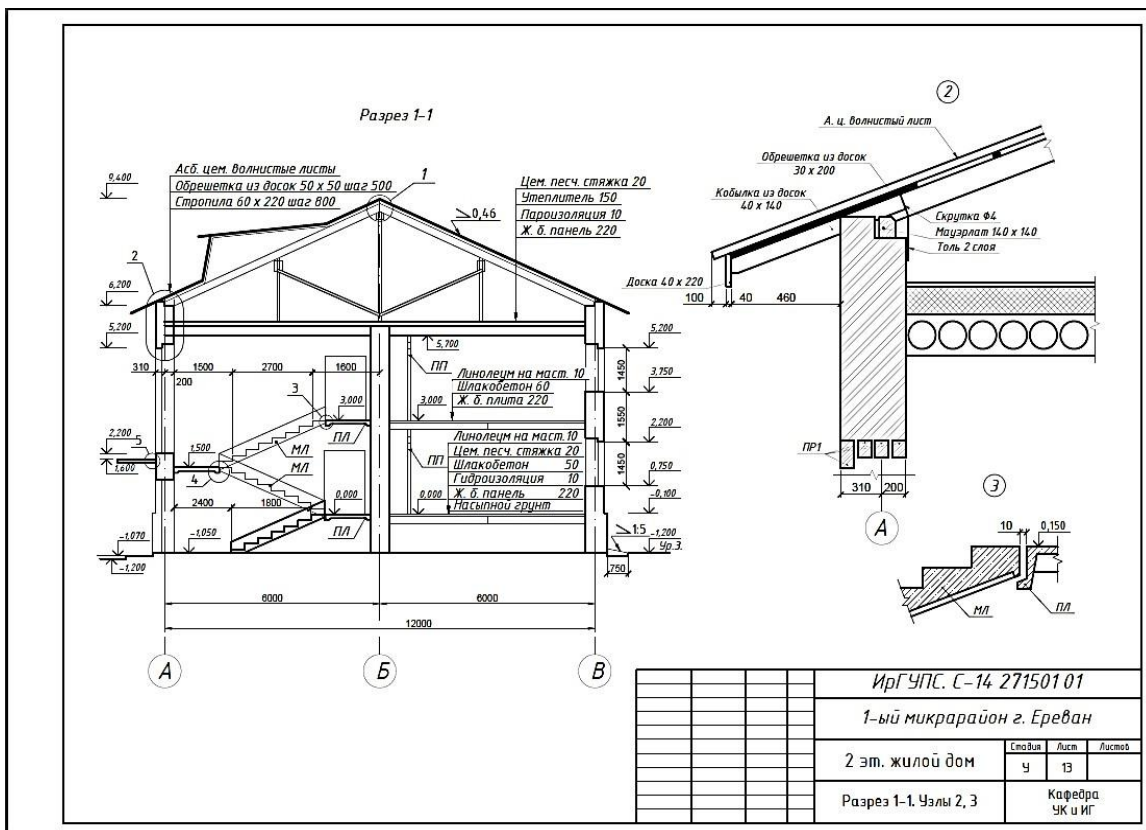 Разрез 1-1
2
А. ц. волнистый лист
Обрешетка из досок
30 х 200
Кобылка из досок
40 х 140
Скрутка Ф4
Мауэрлат 140 х 140
Толь 2 слоя
Доска 40 х 220
100
40
460
ПР1
310
200
А
Асб. цем. волнистые листы
Обрешетка из досок 50 х 50 шаг 500
Стропила 60 х 220 шаг 800
1
9,400
0,46
Цем. песч. стяжка 20
Утеплитель 150
Пароизоляция 10
Ж. б. панель 220
2
6,200
5,200
5,700
5,200
310
1500
2700
1600
200
ПП
Линолеум на маст. 10
Шлакобетон 60
Ж. б. плита 220
1450
3,750
3
3,000
3,000
1550
ПЛ
МЛ
2,200
5
1,600
1,500
4
МЛ
ПП
Линолеум на маст.10
Цем. песч. стяжка 20
Шлакобетон 50
Гидроизоляция 10
Ж. б. панель 220
Насыпной грунт
2,200
1450
0,750
2400
1800
0,000
0,000
-0,100
ПЛ
-1,070
-1,050
-1,200
1:5
-1,200
Ур.З.
750
6000
6000
12000
А
Б
В
3
10
0,150
МЛ
ПЛ
ИрГУПС. С-14 271501 01
1-ый микрарайон г. Ереван
2 эт. жилой дом
Стадия Лист Листов
У 13
Разрез 1-1. Узлы 2, 3
Кафедра
УК и ИГ